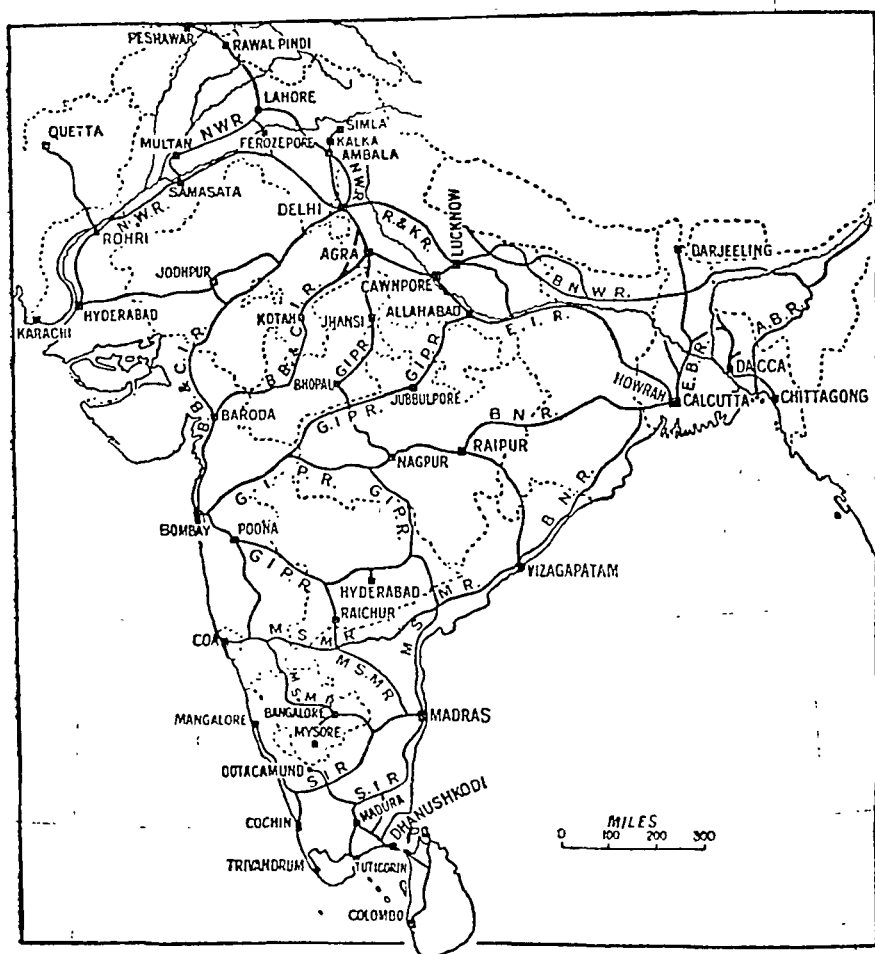 PESHAWAR
RAWAL PINDI
LAHORE
QUETTA
MULTAN
N.W.R.
FEROZEPORE
SIMLA
KALKA
AMBALA
SAMASATA
N.W.R.
N.W.R.
ROHRI
DELHI
R.&K.R.
LUCKNOW
AGRA
DARJEELING
JODHPUR
CAWNPORE
B.N.W.R.
KARACHI
HYDERABAD
KOTAH
JHANSI
ALLAHABAD
E.I.R.
A.B.R.
B.B.&C.I.R.
B.B.&C.I.R.
G.I.P.R.
G.I.P.R.
E.B.R.
DACCA
BHOPAL
JUBBULPORE
HOWRAH
CALCUTTA
CHITTAGONG
BARODA
G.I.P.R.
B.N.R.
NAGPUR
RAIPUR
G.I.P.R.
G.I.P.R.
B.N.R.
BOMBAY
POONA
G.I.P.R.
HYDERABAD
VIZAGAPATAM
RAICHUR
M.S.M.R.
GOA
M.S.M.R.
M.S.M.R.
M.S.M.R.
MANGALORE
BANGALORE
MADRAS
MYSORE
OOTACAMUND
S.I.R.
S.I.R.
COCHIN
MADURA
DHANUSHKODI
MILES
0 100 200 300
TRIVANDRUM
TUTICORIN
COLOMBO